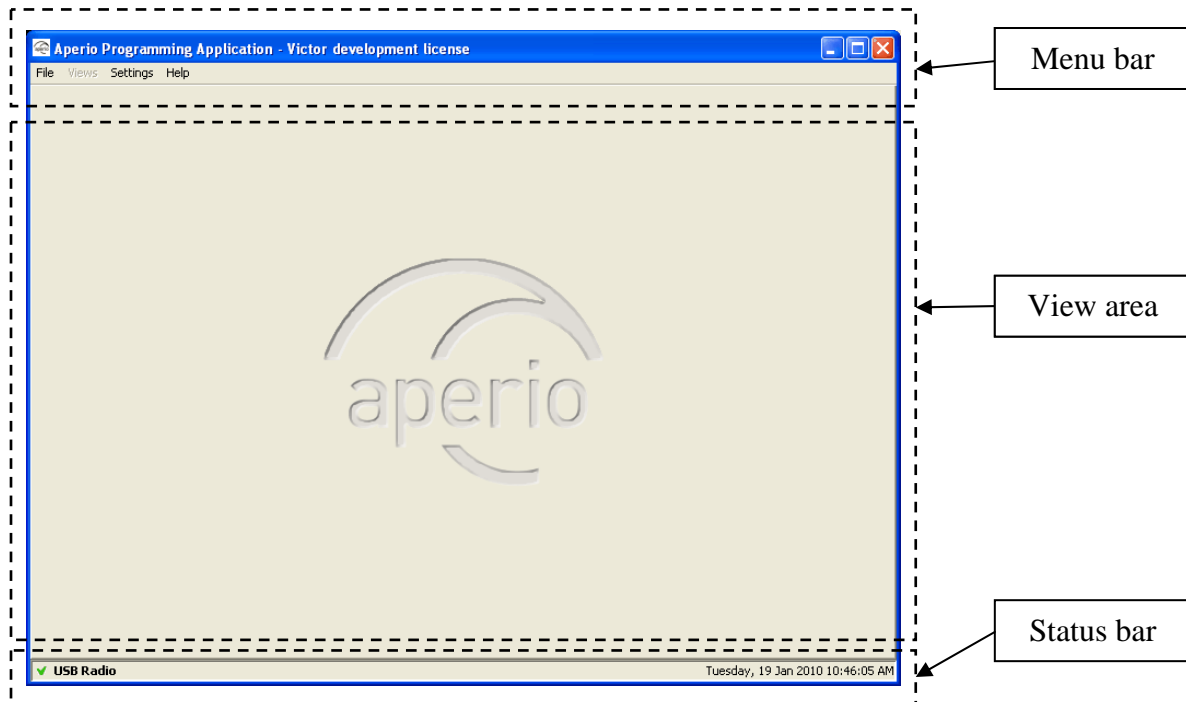 Aperio Programming Application - Victor development license
File Views Settings Help
Menu bar
View area
aperio
Status bar
USB Radio
Tuesday, 19 Jan 2010 10:46:05 AM